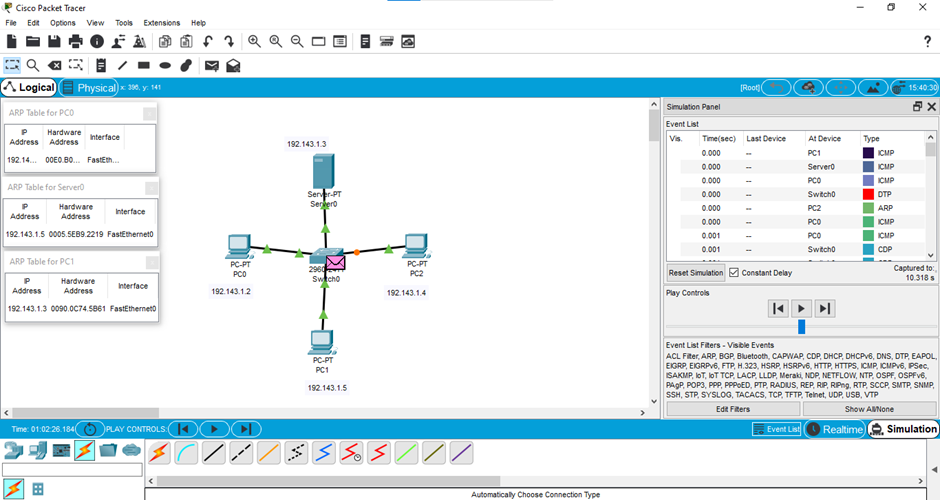 Cisco Packet Tracer
File Edit Options View Tools Extensions Help
?
Logical Physical x: 396, y: 141 [Root] 15:40:30
ARP Table for PC0
IP Address Hardware Address Interface
192.14... 00E0.B0... FastEth...
ARP Table for Server0
IP Address Hardware Address Interface
192.143.1.5 0005.5EB9.2219 FastEthernet0
ARP Table for PC1
IP Address Hardware Address Interface
192.143.1.3 0090.0C74.5B61 FastEthernet0
192.143.1.3
Server-PT
Server0
PC-PT
PC0
192.143.1.2
Switch0
PC-PT
PC2
192.143.1.4
PC-PT
PC1
192.143.1.5
Simulation Panel
Event List
Vis. Time(sec) Last Device At Device Type
0.000 -- PC1 ICMP
0.000 -- Server0 ICMP
0.000 -- PC0 ICMP
0.000 -- Switch0 DTP
0.000 -- PC2 ARP
0.000 -- PC0 ICMP
0.001 -- PC0 ICMP
0.001 -- Switch0 CDP
Reset Simulation Constant Delay Captured to:
10.318 s
Play Controls
Event List Filters - Visible Events
ACL Filter, ARP, BGP, Bluetooth, CAPWAP, CDP, DHCP, DHCPv6, DNS, DTP, EAPOL,
EIGRP, EIGRPv6, FTP, H.323, HSRP, HSRPv6, HTTP, HTTPS, ICMP, ICMPv6, IPSec,
ISAKMP, IoT, IoT TCP, LACP, LLDP, Meraki, NDP, NETFLOW, NTP, OSPF, OSPFv6,
PAgP, POP3, PPP, PPPoED, PTP, RADIUS, REP, RIP, RIPng, RTP, SCCP, SMTP, SNMP,
SSH, STP, SYSLOG, TACACS, TCP, TFTP, Telnet, UDP, USB, VTP
Edit Filters Show All/None
Time: 01:02:26.184 PLAY CONTROLS: Event List Realtime Simulation
Automatically Choose Connection Type